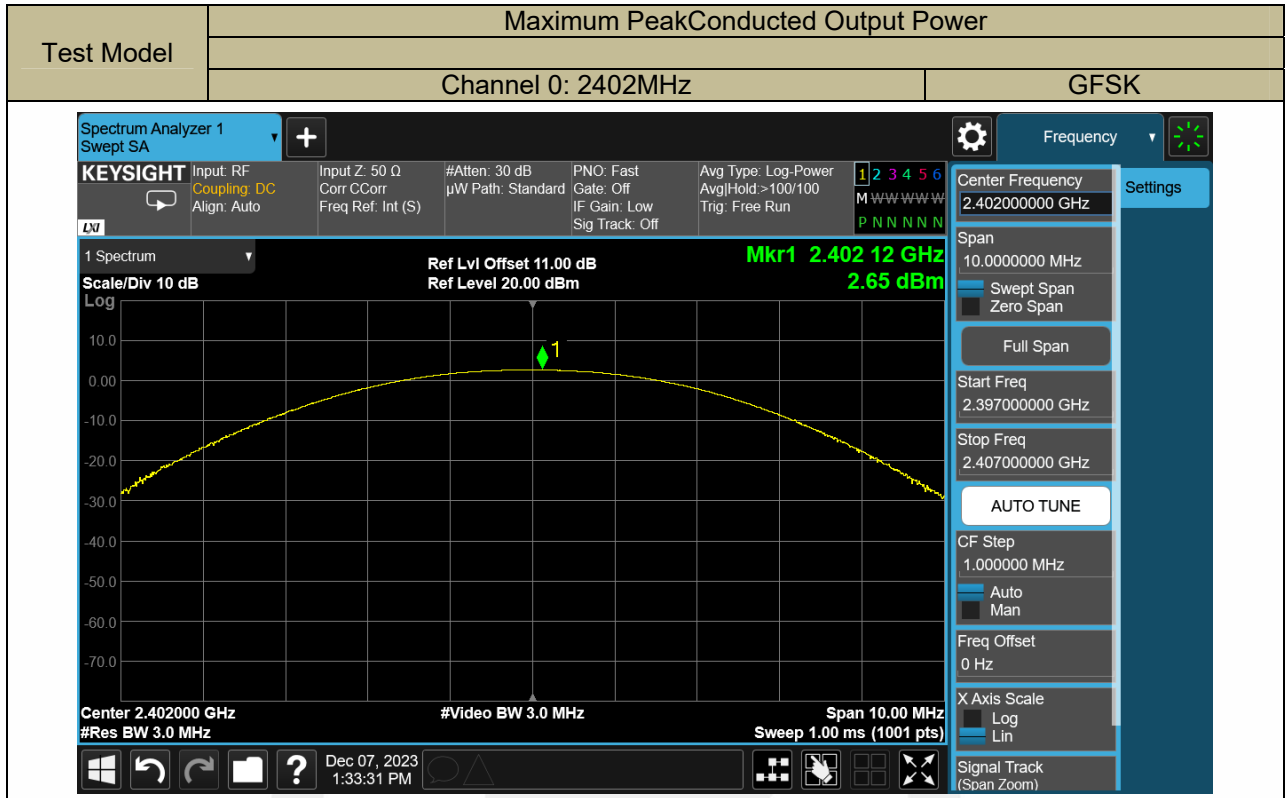 Test Model
Maximum PeakConducted Output Power
Channel 0: 2402MHz
GFSK
Spectrum Analyzer 1
Swept SA
Frequency
KEYSIGHT
LXI
Input: RF
Coupling: DC
Align: Auto
Input Z: 50 Ω
Corr CCorr
Freq Ref: Int (S)
#Atten: 30 dB
µW Path: Standard
PNO: Fast
Gate: Off
IF Gain: Low
Sig Track: Off
Avg Type: Log-Power
Avg|Hold:>100/100
Trig: Free Run
1 2 3 4 5 6
M W W W W W
P N N N N N
1 Spectrum
Scale/Div 10 dB
Log
Ref Lvl Offset 11.00 dB
Ref Level 20.00 dBm
Mkr1 2.402 12 GHz
2.65 dBm
1
10.0
0.00
-10.0
-20.0
-30.0
-40.0
-50.0
-60.0
-70.0
Center 2.402000 GHz
#Res BW 3.0 MHz
#Video BW 3.0 MHz
Span 10.00 MHz
Sweep 1.00 ms (1001 pts)
?
Dec 07, 2023
1:33:31 PM
Center Frequency
2.402000000 GHz
Settings
Span
10.0000000 MHz
Swept Span
Zero Span
Full Span
Start Freq
2.397000000 GHz
Stop Freq
2.407000000 GHz
AUTO TUNE
CF Step
1.000000 MHz
Auto
Man
Freq Offset
0 Hz
X Axis Scale
Log
Lin
Signal Track
(Span Zoom)